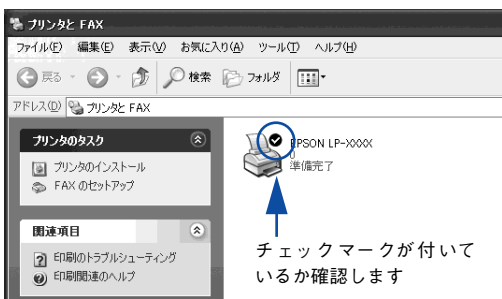 プリンタと FAX
ファイル(F) 編集(E) 表示(V) お気に入り(A) ツール(T) ヘルプ(H)
戻る 検索 フォルダ
アドレス(D) プリンタと FAX
プリンタのタスク
プリンタのインストール
FAX のセットアップ
関連項目
印刷のトラブルシューティング
印刷関連のヘルプ
EPSON LP-XXXX
0
準備完了
チェックマークが付いて
いるか確認します